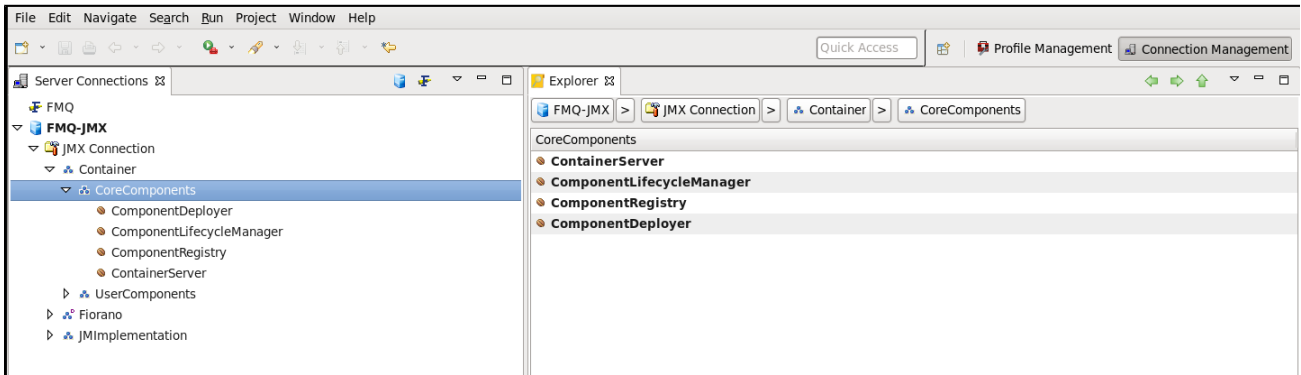 File Edit Navigate Search Run Project Window Help
Quick Access Profile Management Connection Management
Server Connections
FMQ
FMQ-JMX
JMX Connection
Container
CoreComponents
ComponentDeployer
ComponentLifecycleManager
ComponentRegistry
ContainerServer
UserComponents
Fiorano
JMImplementation
Explorer
FMQ-JMX > JMX Connection > Container > CoreComponents
CoreComponents
ContainerServer
ComponentLifecycleManager
ComponentRegistry
ComponentDeployer